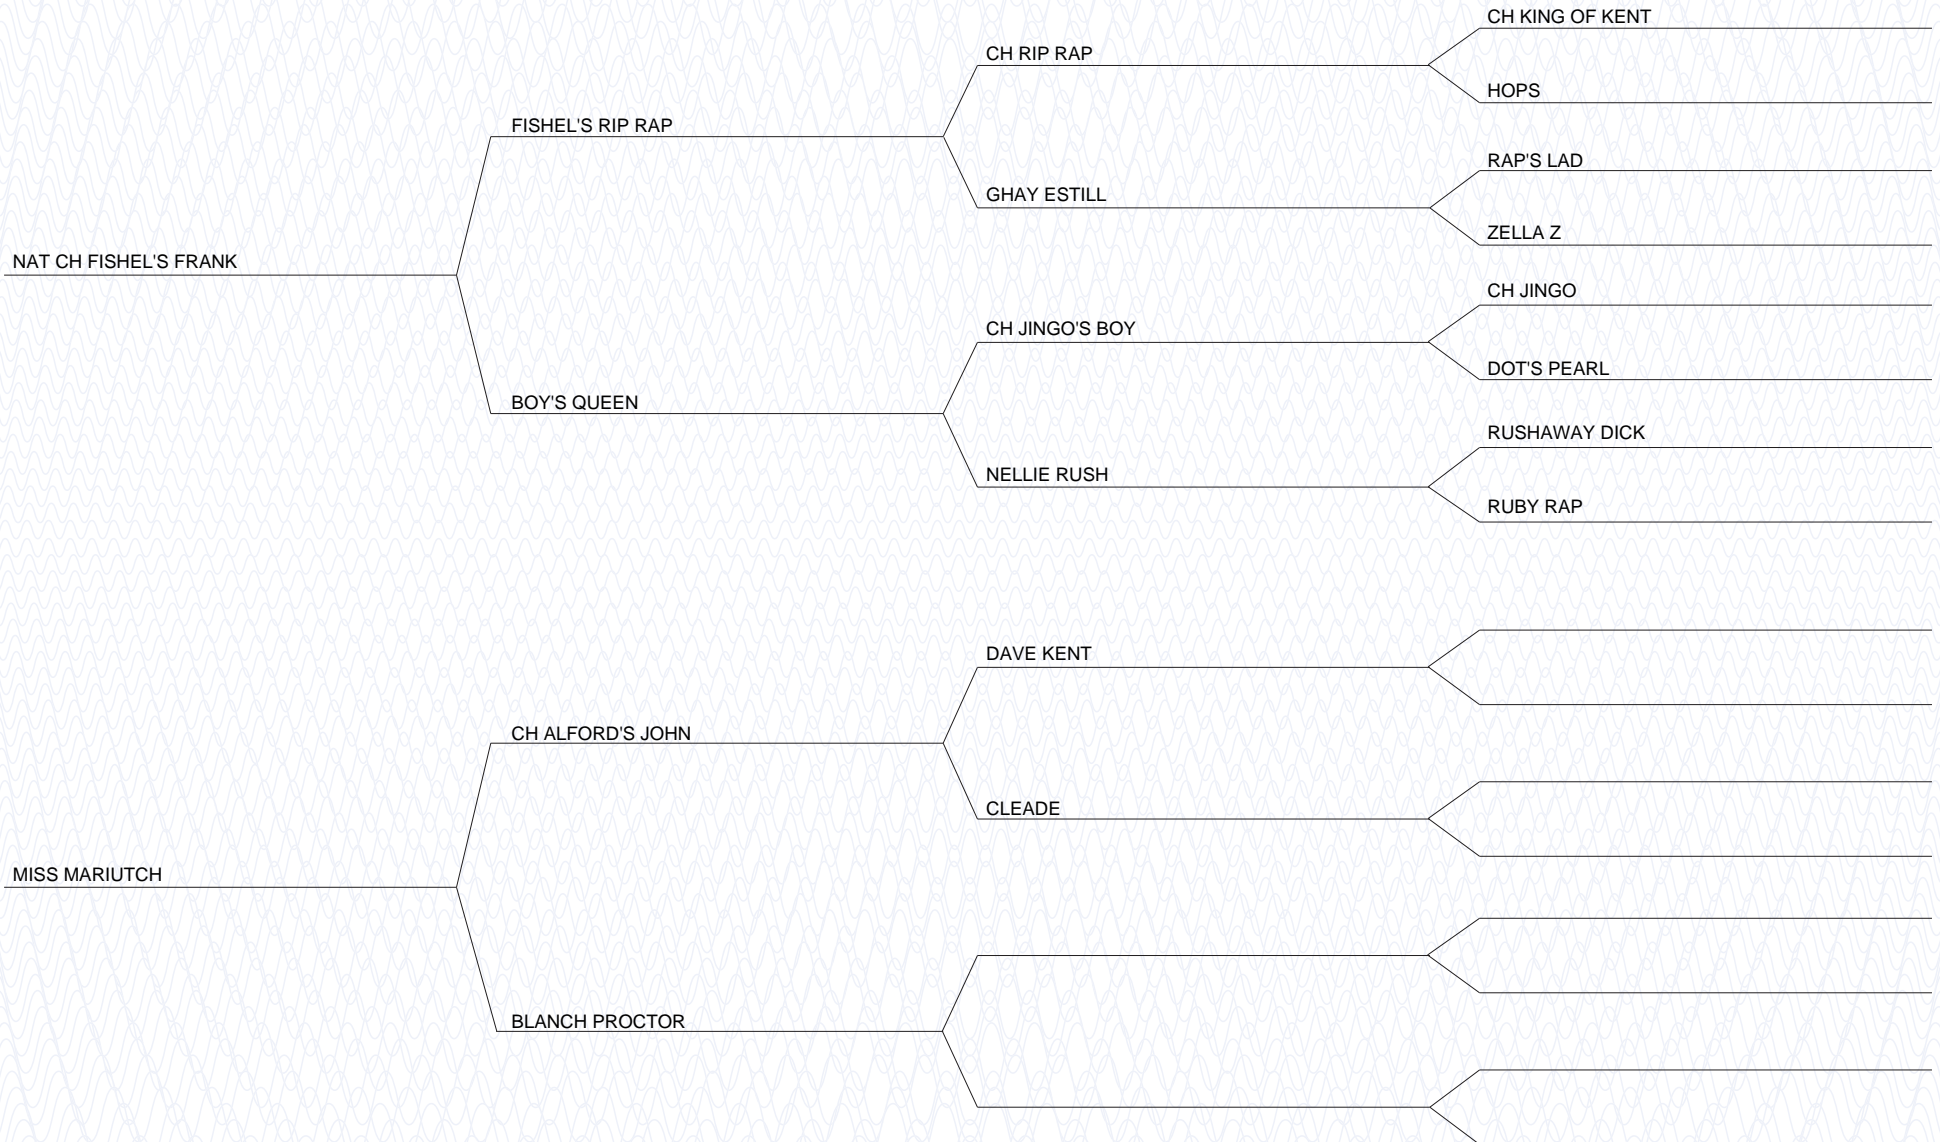 CH KING OF KENT
CH RIP RAP
HOPS
FISHEL'S RIP RAP
RAP'S LAD
GHAY ESTILL
ZELLA Z
NAT CH FISHEL'S FRANK
CH JINGO
CH JINGO'S BOY
DOT'S PEARL
BOY'S QUEEN
RUSHAWAY DICK
NELLIE RUSH
RUBY RAP
DAVE KENT
CH ALFORD'S JOHN
CLEADE
MISS MARIUTCH
BLANCH PROCTOR